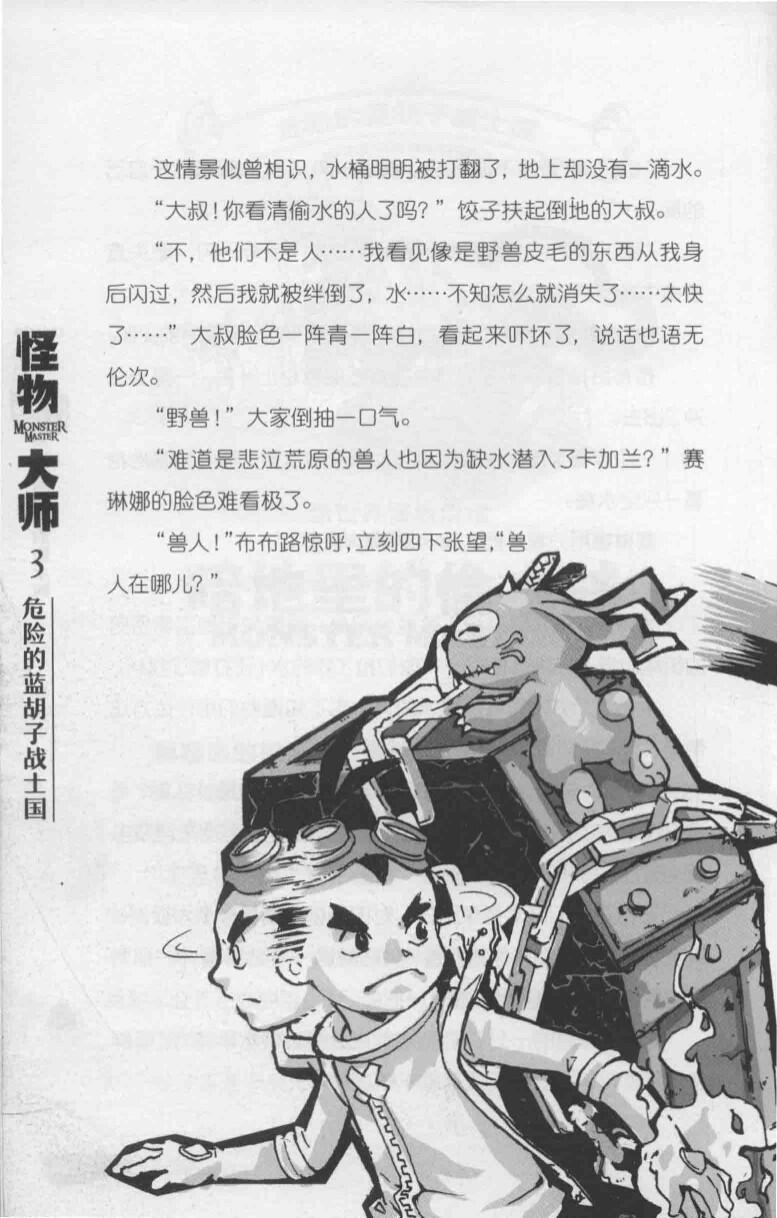 这情景似曾相识，水桶明明被打翻了，地上却没有一滴水。
“大叔！你看清偷水的人了吗？”饺子扶起倒地的大叔。
“不，他们不是人……我看见像是野兽皮毛的东西从我身
后闪过，然后我就被绊倒了，水……不知怎么就消失了……太快
了……”大叔脸色一阵青一阵白，看起来吓坏了，说话也语无
伦次。
“野兽！”大家倒抽一口气。
“难道是悲泣荒原的兽人也因为缺水潜入了卡加兰？”赛
琳娜的脸色难看极了。
“兽人！”布布路惊呼，立刻四下张望，“兽
人在哪儿？”
怪物
MONSTER
MASTER
大师
3
危险的蓝胡子战士国